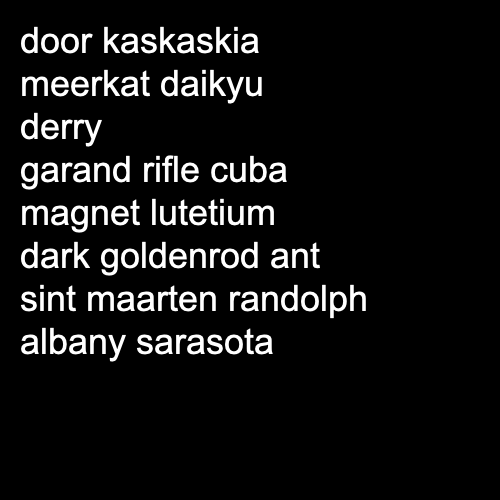 door kaskaskia
meerkat daikyu
derry
garand rifle cuba
magnet lutetium
dark goldenrod ant
sint maarten randolph
albany sarasota